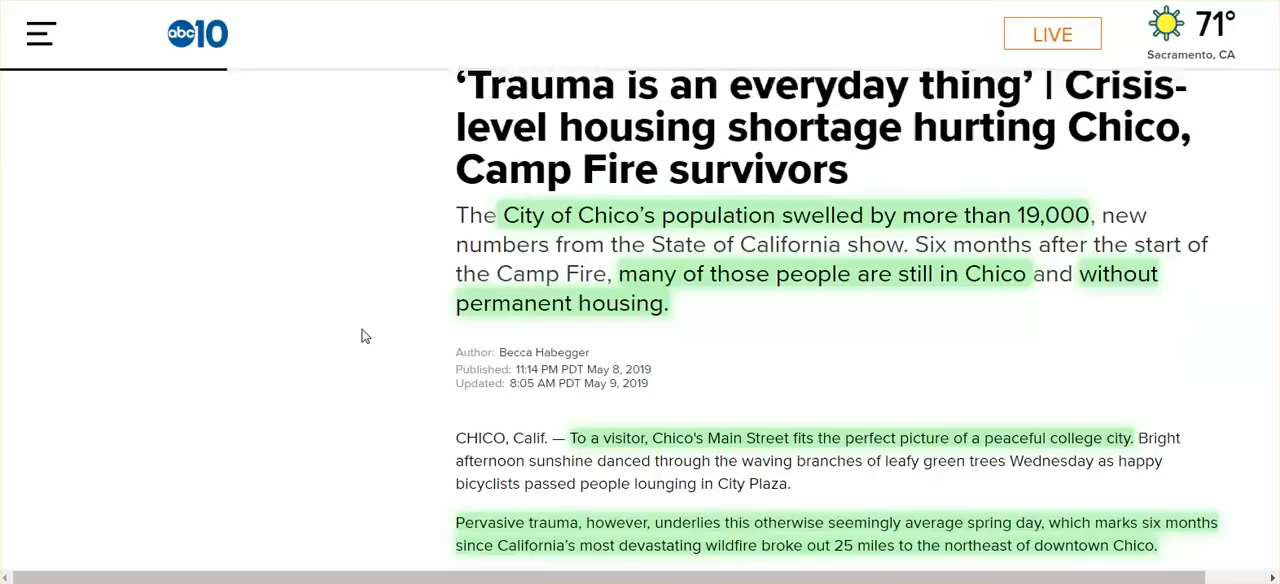 abc10
LIVE
71°
Sacramento, CA
‘Trauma is an everyday thing’ | Crisis-
level housing shortage hurting Chico,
Camp Fire survivors
The City of Chico’s population swelled by more than 19,000, new
numbers from the State of California show. Six months after the start of
the Camp Fire, many of those people are still in Chico and without
permanent housing.
Author: Becca Habegger
Published: 11:14 PM PDT May 8, 2019
Updated: 8:05 AM PDT May 9, 2019
CHICO, Calif. — To a visitor, Chico's Main Street fits the perfect picture of a peaceful college city. Bright
afternoon sunshine danced through the waving branches of leafy green trees Wednesday as happy
bicyclists passed people lounging in City Plaza.
Pervasive trauma, however, underlies this otherwise seemingly average spring day, which marks six months
since California’s most devastating wildfire broke out 25 miles to the northeast of downtown Chico.